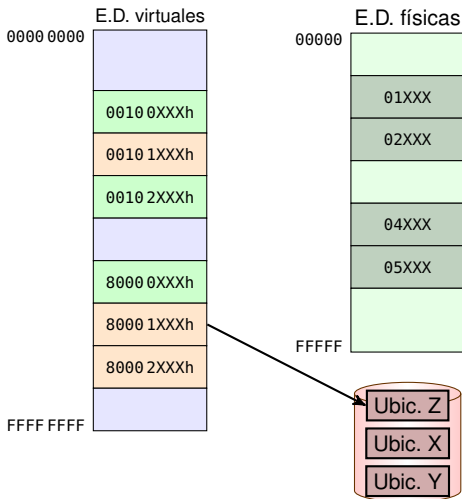 E.D. virtuales
0000 0000
0010 0XXXh
0010 1XXXh
0010 2XXXh
8000 0XXXh
8000 1XXXh
8000 2XXXh
FFFF FFFF
E.D. físicas
00000
01XXX
02XXX
04XXX
05XXX
FFFFF
Ubic. Z
Ubic. X
Ubic. Y